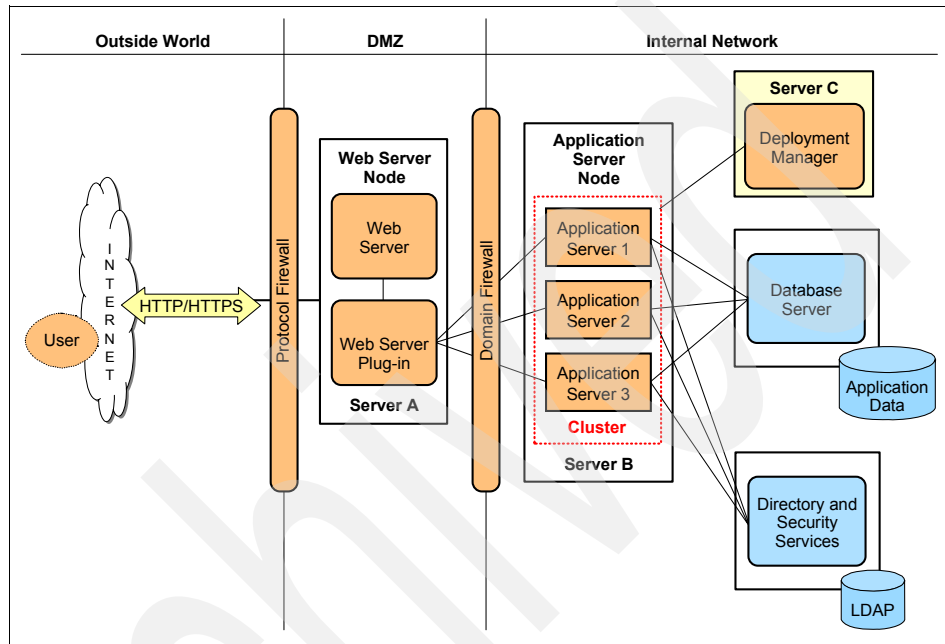 Outside World
DMZ
Internal Network
Server C
Deployment
Manager
Web Server
Node
Application
Server
Node
Web
Server
Application
Server 1
Database
Server
I
N
T
E
R
N
E
T
HTTP/HTTPS
Protocol Firewall
Domain Firewall
User
Web Server
Plug-in
Application
Server 2
Application
Server 3
Application
Data
Server A
Cluster
Server B
Directory and
Security
Services
LDAP